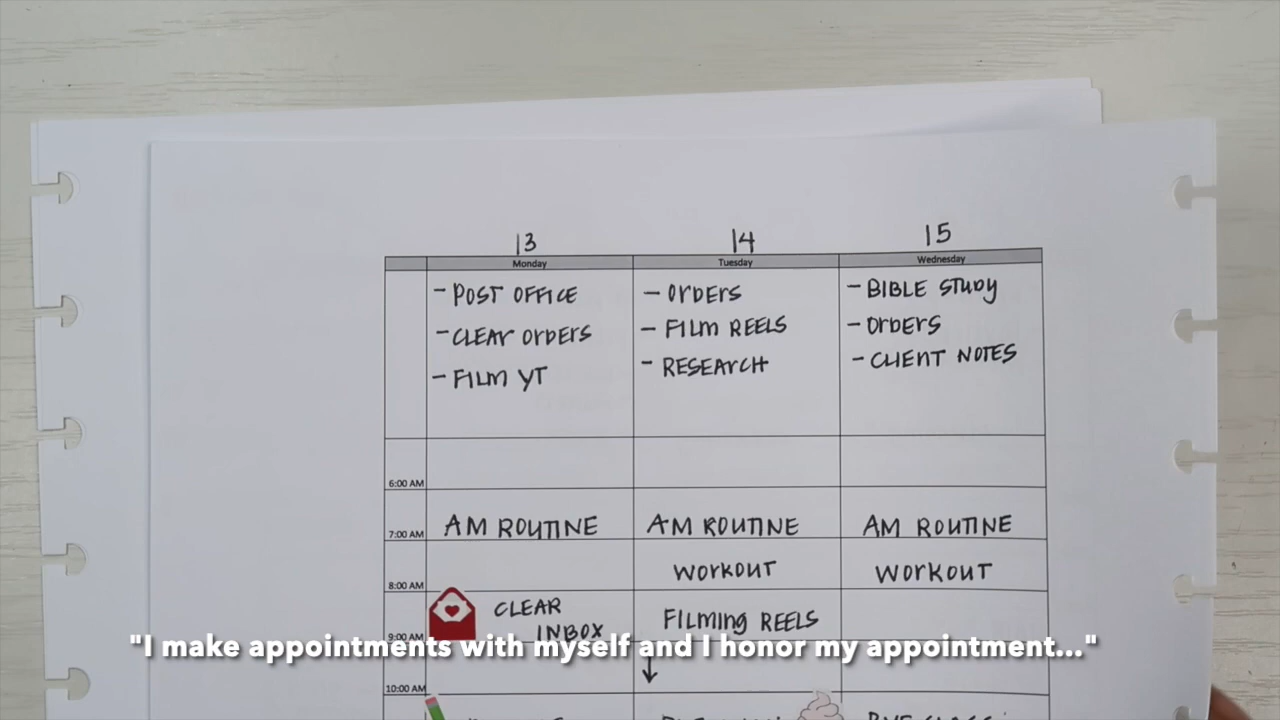 13 14 15
Monday Tuesday Wednesday
- POST OFFICE
- CLEAR ORDERS
- FILM YT
- ORDERS
- FILM REELS
- RESEARCH
- BIBLE STUDY
- ORDERS
- CLIENT NOTES
6:00 AM
7:00 AM AM ROUTINE AM ROUTINE AM ROUTINE
WORKOUT WORKOUT
8:00 AM
CLEAR
INBOX
FILMING REELS
9:00 AM
"I make appointments with myself and I honor my appointment..."
10:00 AM